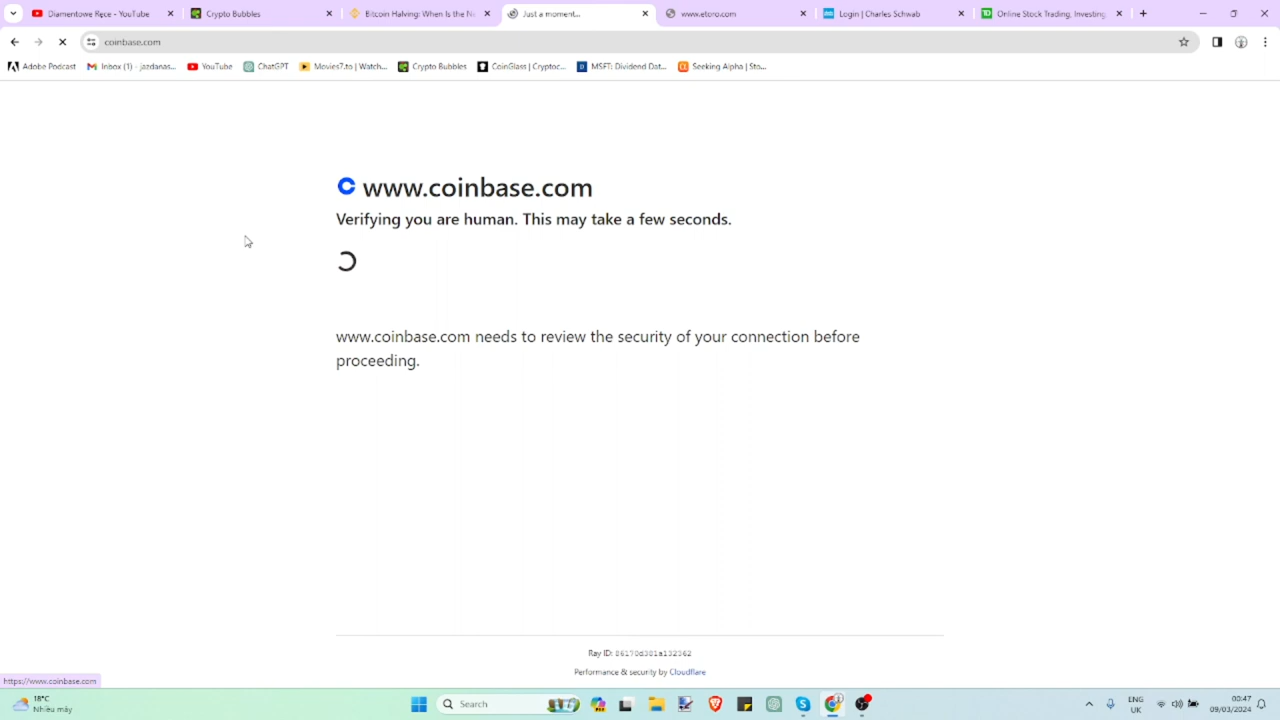 Diamentowe Ręce - YouTube
Crypto Bubbles
Bitcoin Halving: When Is the Ne
Just a moment...
www.etoro.com
Login | Charles Schwab
Online Stock Trading, Investing
coinbase.com
Adobe Podcast
Inbox (1) - jazdanas...
YouTube
ChatGPT
Movies7.to | Watch...
Crypto Bubbles
CoinGlass | Cryptoc...
MSFT: Dividend Dat...
Seeking Alpha | Sto...
www.coinbase.com
Verifying you are human. This may take a few seconds.
www.coinbase.com needs to review the security of your connection before
proceeding.
Ray ID:
Performance & security by Cloudflare
https://www.coinbase.com
18°C
Nhiều mây
Search
ENG
UK
00:47
09/03/2024